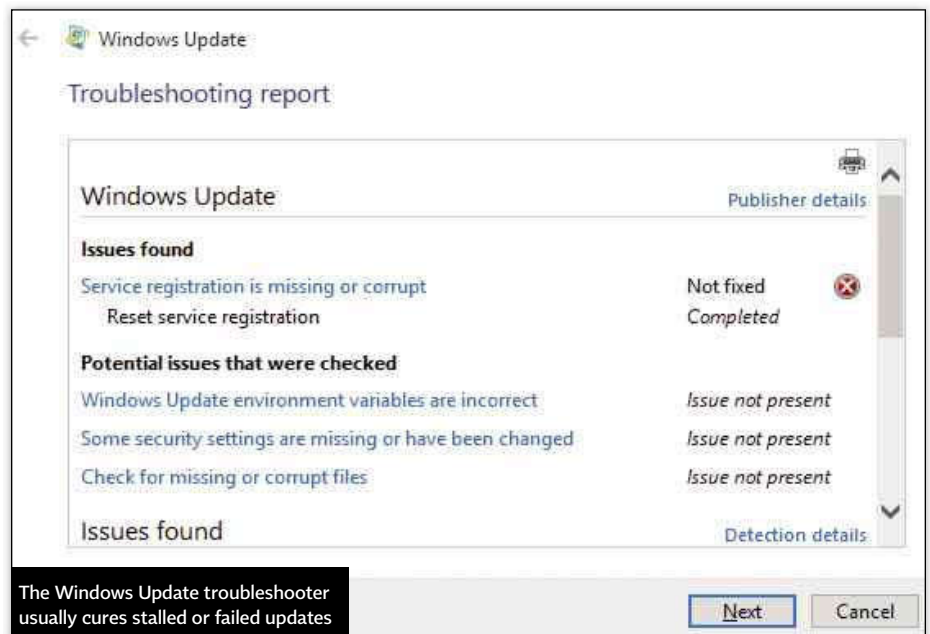 Windows Update
Troubleshooting report
Windows Update Publisher details
Issues found
Service registration is missing or corrupt Not fixed
Reset service registration Completed
Potential issues that were checked
Windows Update environment variables are incorrect Issue not present
Some security settings are missing or have been changed Issue not present
Check for missing or corrupt files Issue not present
Issues found Detection details
The Windows Update troubleshooter
usually cures stalled or failed updates
Next Cancel